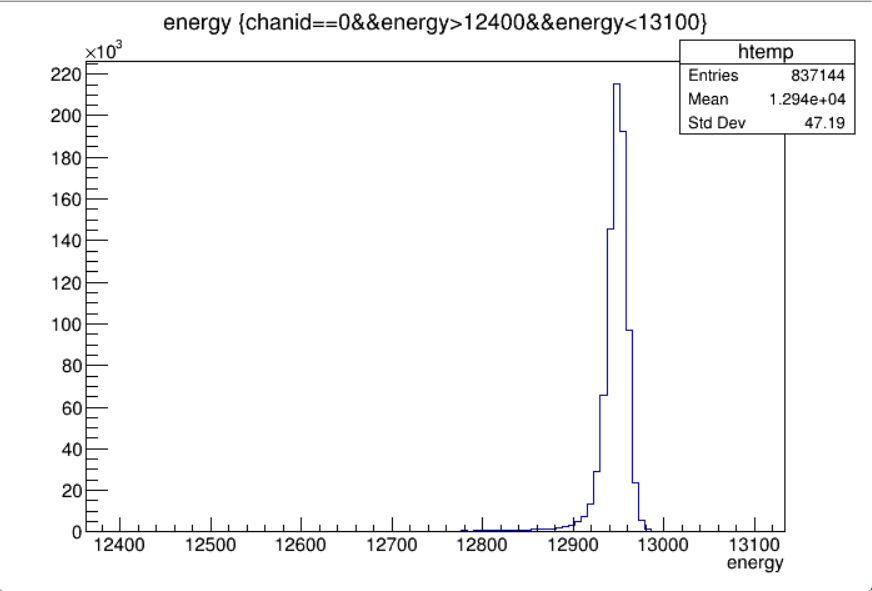 energy {chanid==0&&energy>12400&&energy<13100}
×10³
htemp
Entries 837144
Mean 1.294e+04
Std Dev 47.19
220
200
180
160
140
120
100
80
60
40
20
0
12400 12500 12600 12700 12800 12900 13000 13100
energy